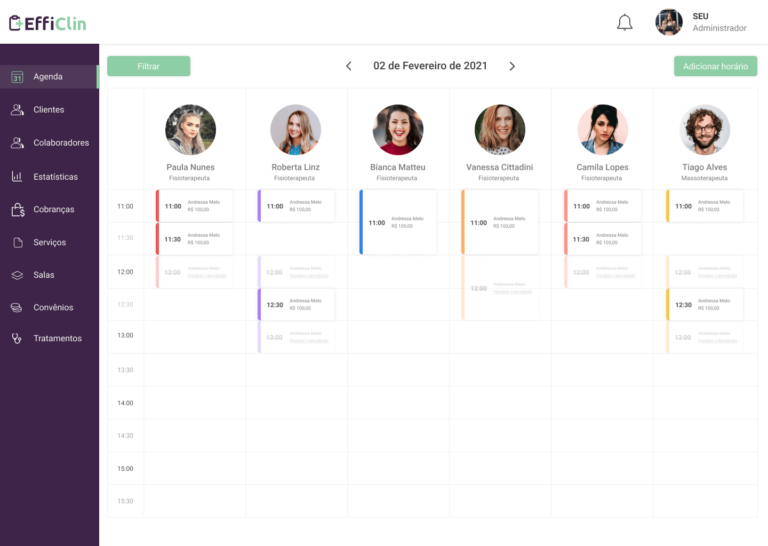 EffiClin
SEU
Administrador
31
Agenda
Clientes
Colaboradores
Estatísticas
Cobranças
Serviços
Salas
Convênios
Tratamentos
Filtrar
02 de Fevereiro de 2021
Adicionar horário
Paula Nunes
Fisioterapeuta
Roberta Linz
Fisioterapeuta
Bianca Matteu
Fisioterapeuta
Vanessa Cittadini
Fisioterapeuta
Camila Lopes
Fisioterapeuta
Tiago Alves
Massoterapeuta
11:00
11:30
12:00
12:30
13:00
13:30
14:00
14:30
15:00
15:30
11:00 Andressa Melo
R$ 100,00
11:30 Andressa Melo
R$ 100,00
12:00 Andressa Melo
Horário cancelado
11:00 Andressa Melo
R$ 100,00
12:00 Andressa Melo
Horário cancelado
12:30 Andressa Melo
R$ 100,00
13:00 Andressa Melo
Horário cancelado
11:00 Andressa Melo
R$ 100,00
11:00 Andressa Melo
R$ 100,00
12:00 Andressa Melo
Horário cancelado
11:00 Andressa Melo
R$ 100,00
11:30 Andressa Melo
R$ 100,00
12:00 Andressa Melo
Horário cancelado
11:00 Andressa Melo
R$ 100,00
12:00 Andressa Melo
Horário cancelado
12:30 Andressa Melo
R$ 100,00
13:00 Andressa Melo
Horário cancelado